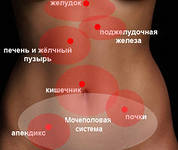 желудок
поджелудочная
железа
печень и жёлчный
пузырь
кишечник
почки
Мочеполовая
система
апендикс